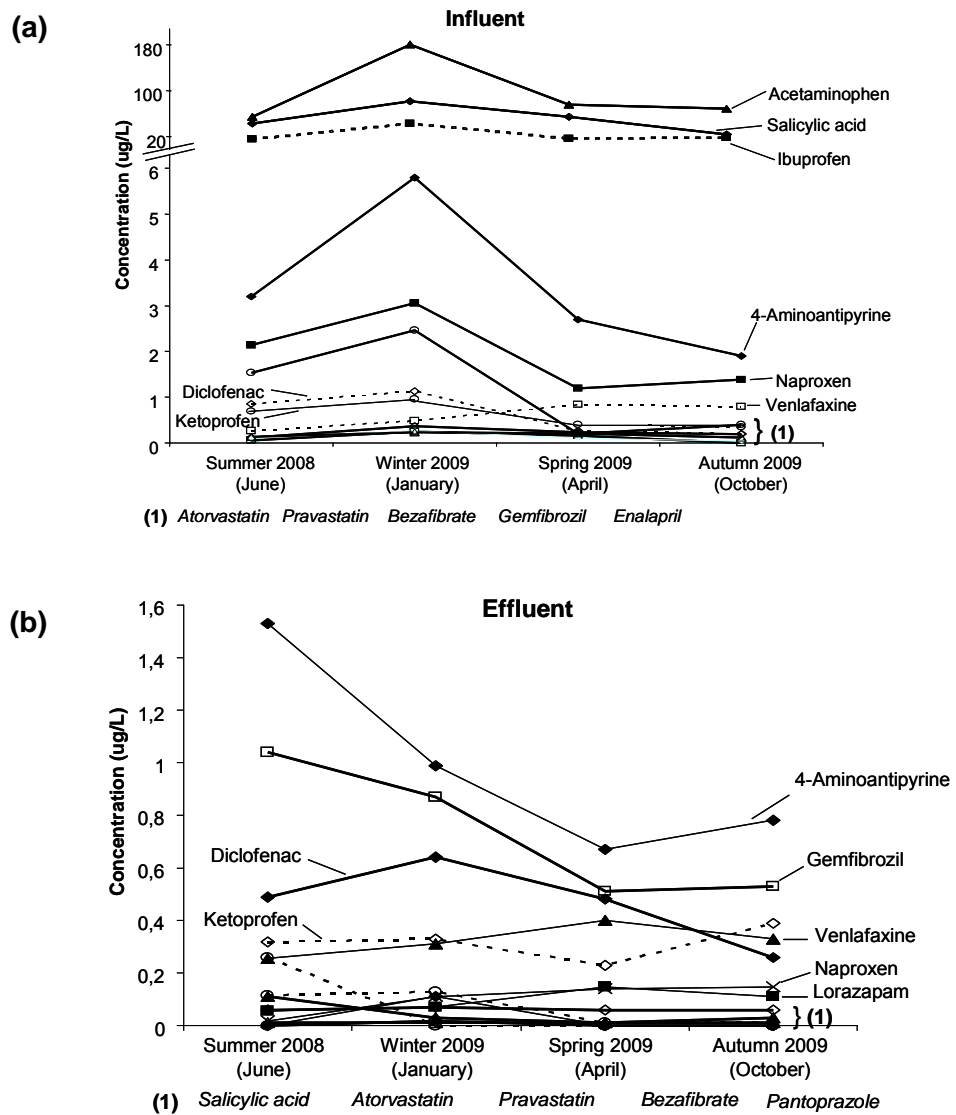 (a)
Influent
Concentration (ug/L)
180
100
20
6
5
4
3
2
1
0
Acetaminophen
Salicylic acid
Ibuprofen
4-Aminoantipyrine
Naproxen
Diclofenac
Venlafaxine
Ketoprofen
(1)
Summer 2008 Winter 2009 Spring 2009 Autumn 2009
(June) (January) (April) (October)
(1) Atorvastatin Pravastatin Bezafibrate Gemfibrozil Enalapril
(b)
Effluent
Concentration (ug/L)
1,6
1,4
1,2
1
0,8
0,6
0,4
0,2
0
4-Aminoantipyrine
Gemfibrozil
Diclofenac
Ketoprofen
Venlafaxine
Naproxen
Lorazapam
(1)
Summer 2008 Winter 2009 Spring 2009 Autumn 2009
(June) (January) (April) (October)
(1) Salicylic acid Atorvastatin Pravastatin Bezafibrate Pantoprazole